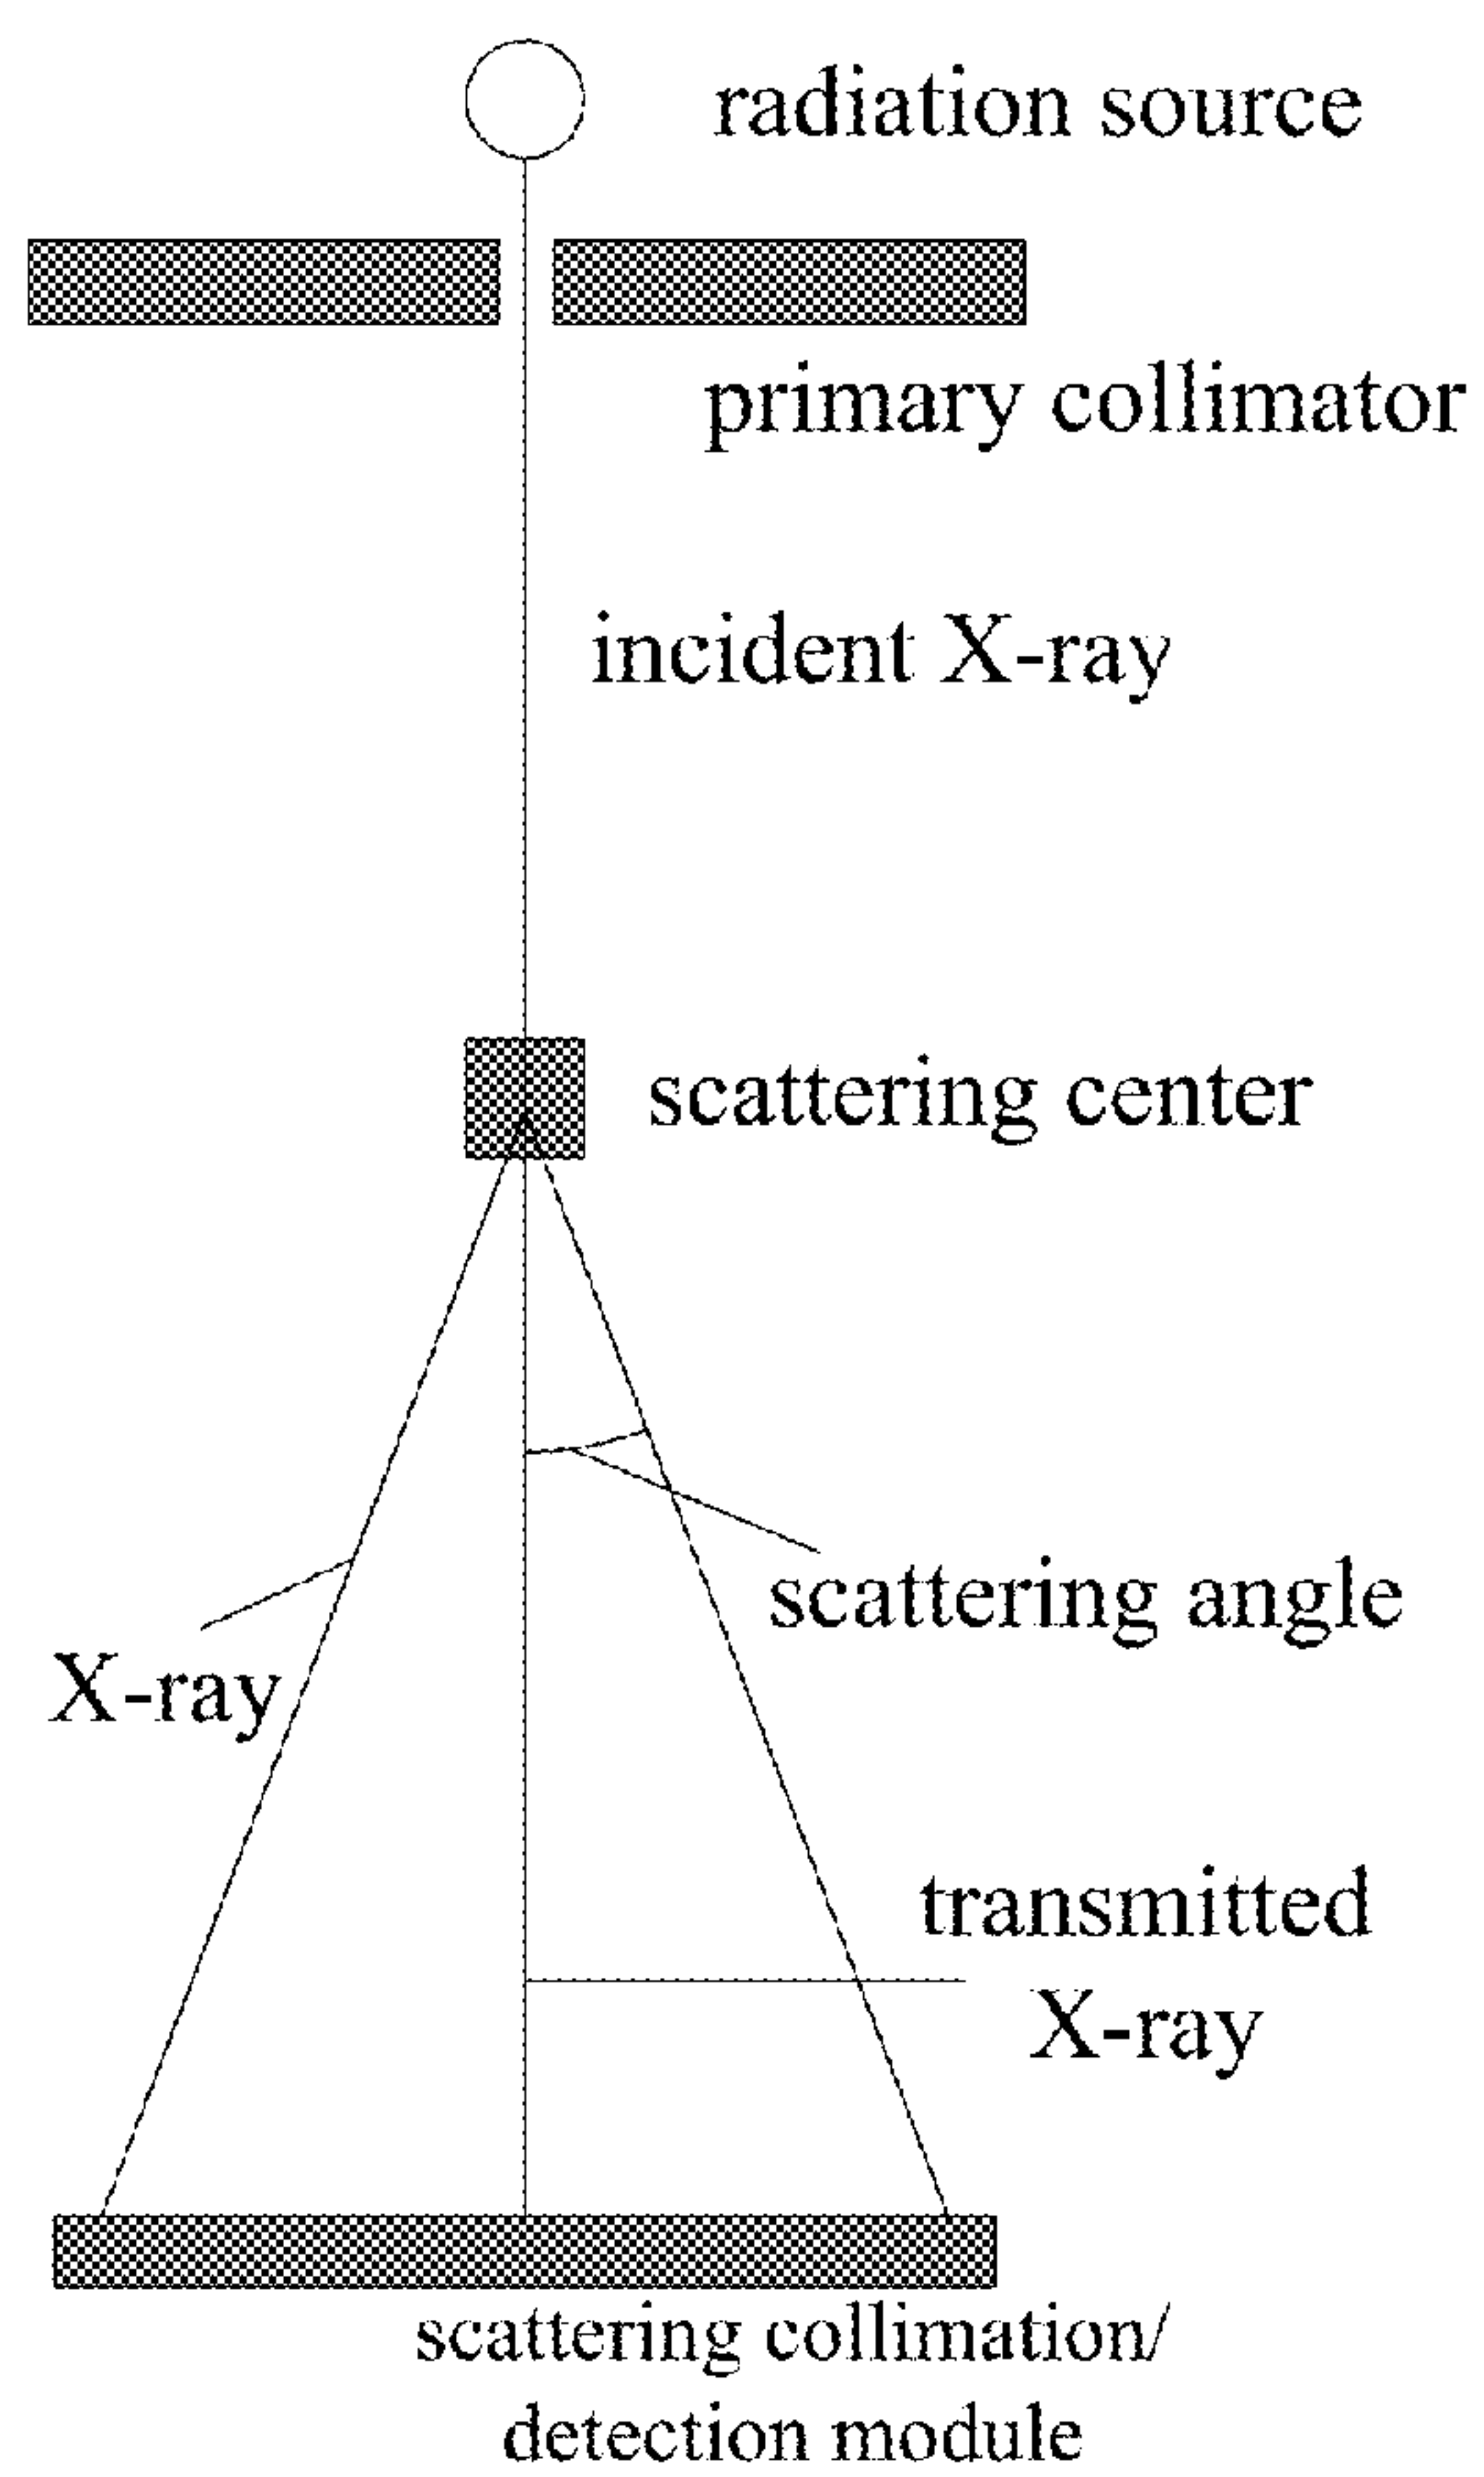 radiation source
primary collimator
incident X-ray
scattering center
scattering angle
X-ray
transmitted
X-ray
scattering collimation/
detection module